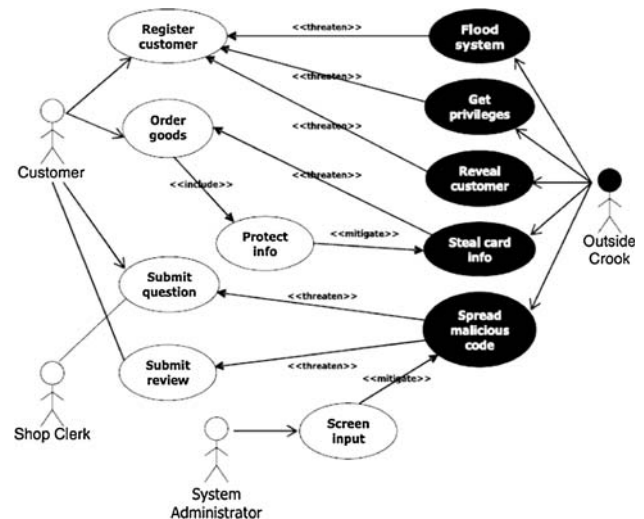 Register
customer
<<threaten>>
Flood
system
<<threaten>>
Get
privileges
Order
goods
<<threaten>>
Customer
<<include>>
<<threaten>>
Reveal
customer
Protect
info
<<mitigate>>
Steal card
info
Outside
Crook
Submit
question
<<threaten>>
Spread
malicious
code
Submit
review
<<threaten>>
<<mitigate>>
Shop Clerk
Screen
input
System
Administrator